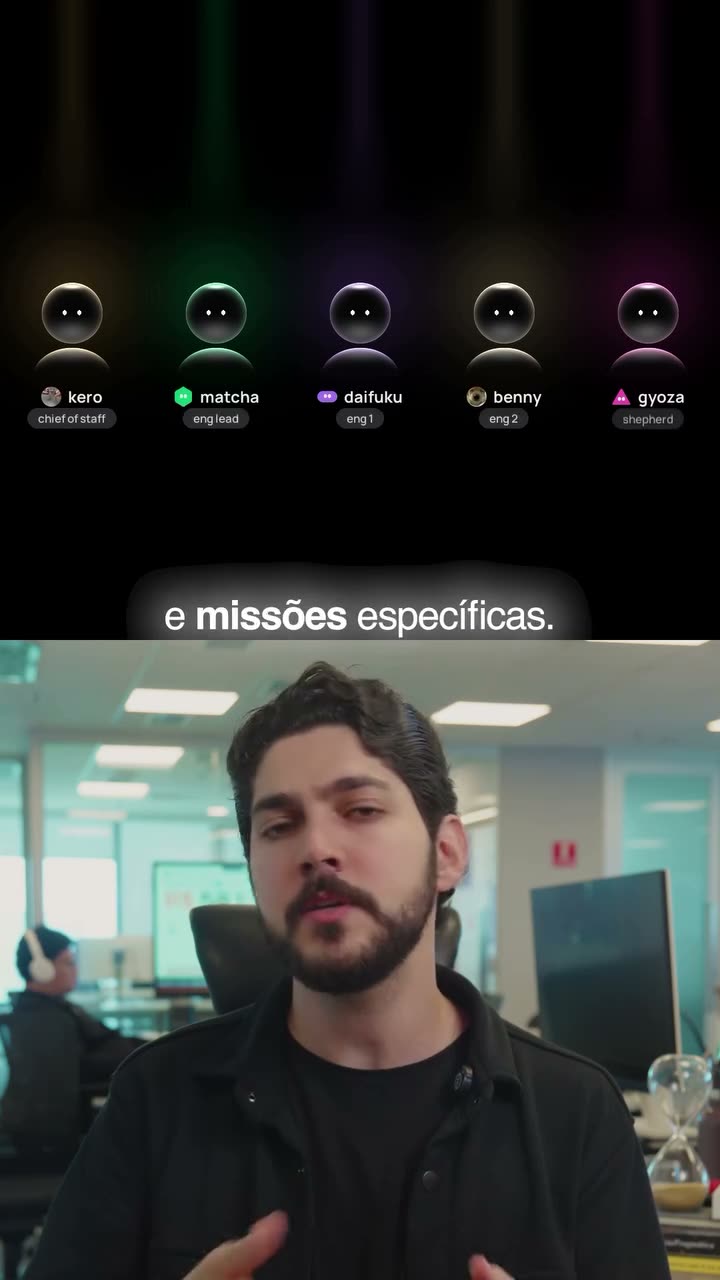 kero matcha daifuku benny gyoza
chief of staff eng lead eng 1 eng 2 shepherd
e missões específicas.